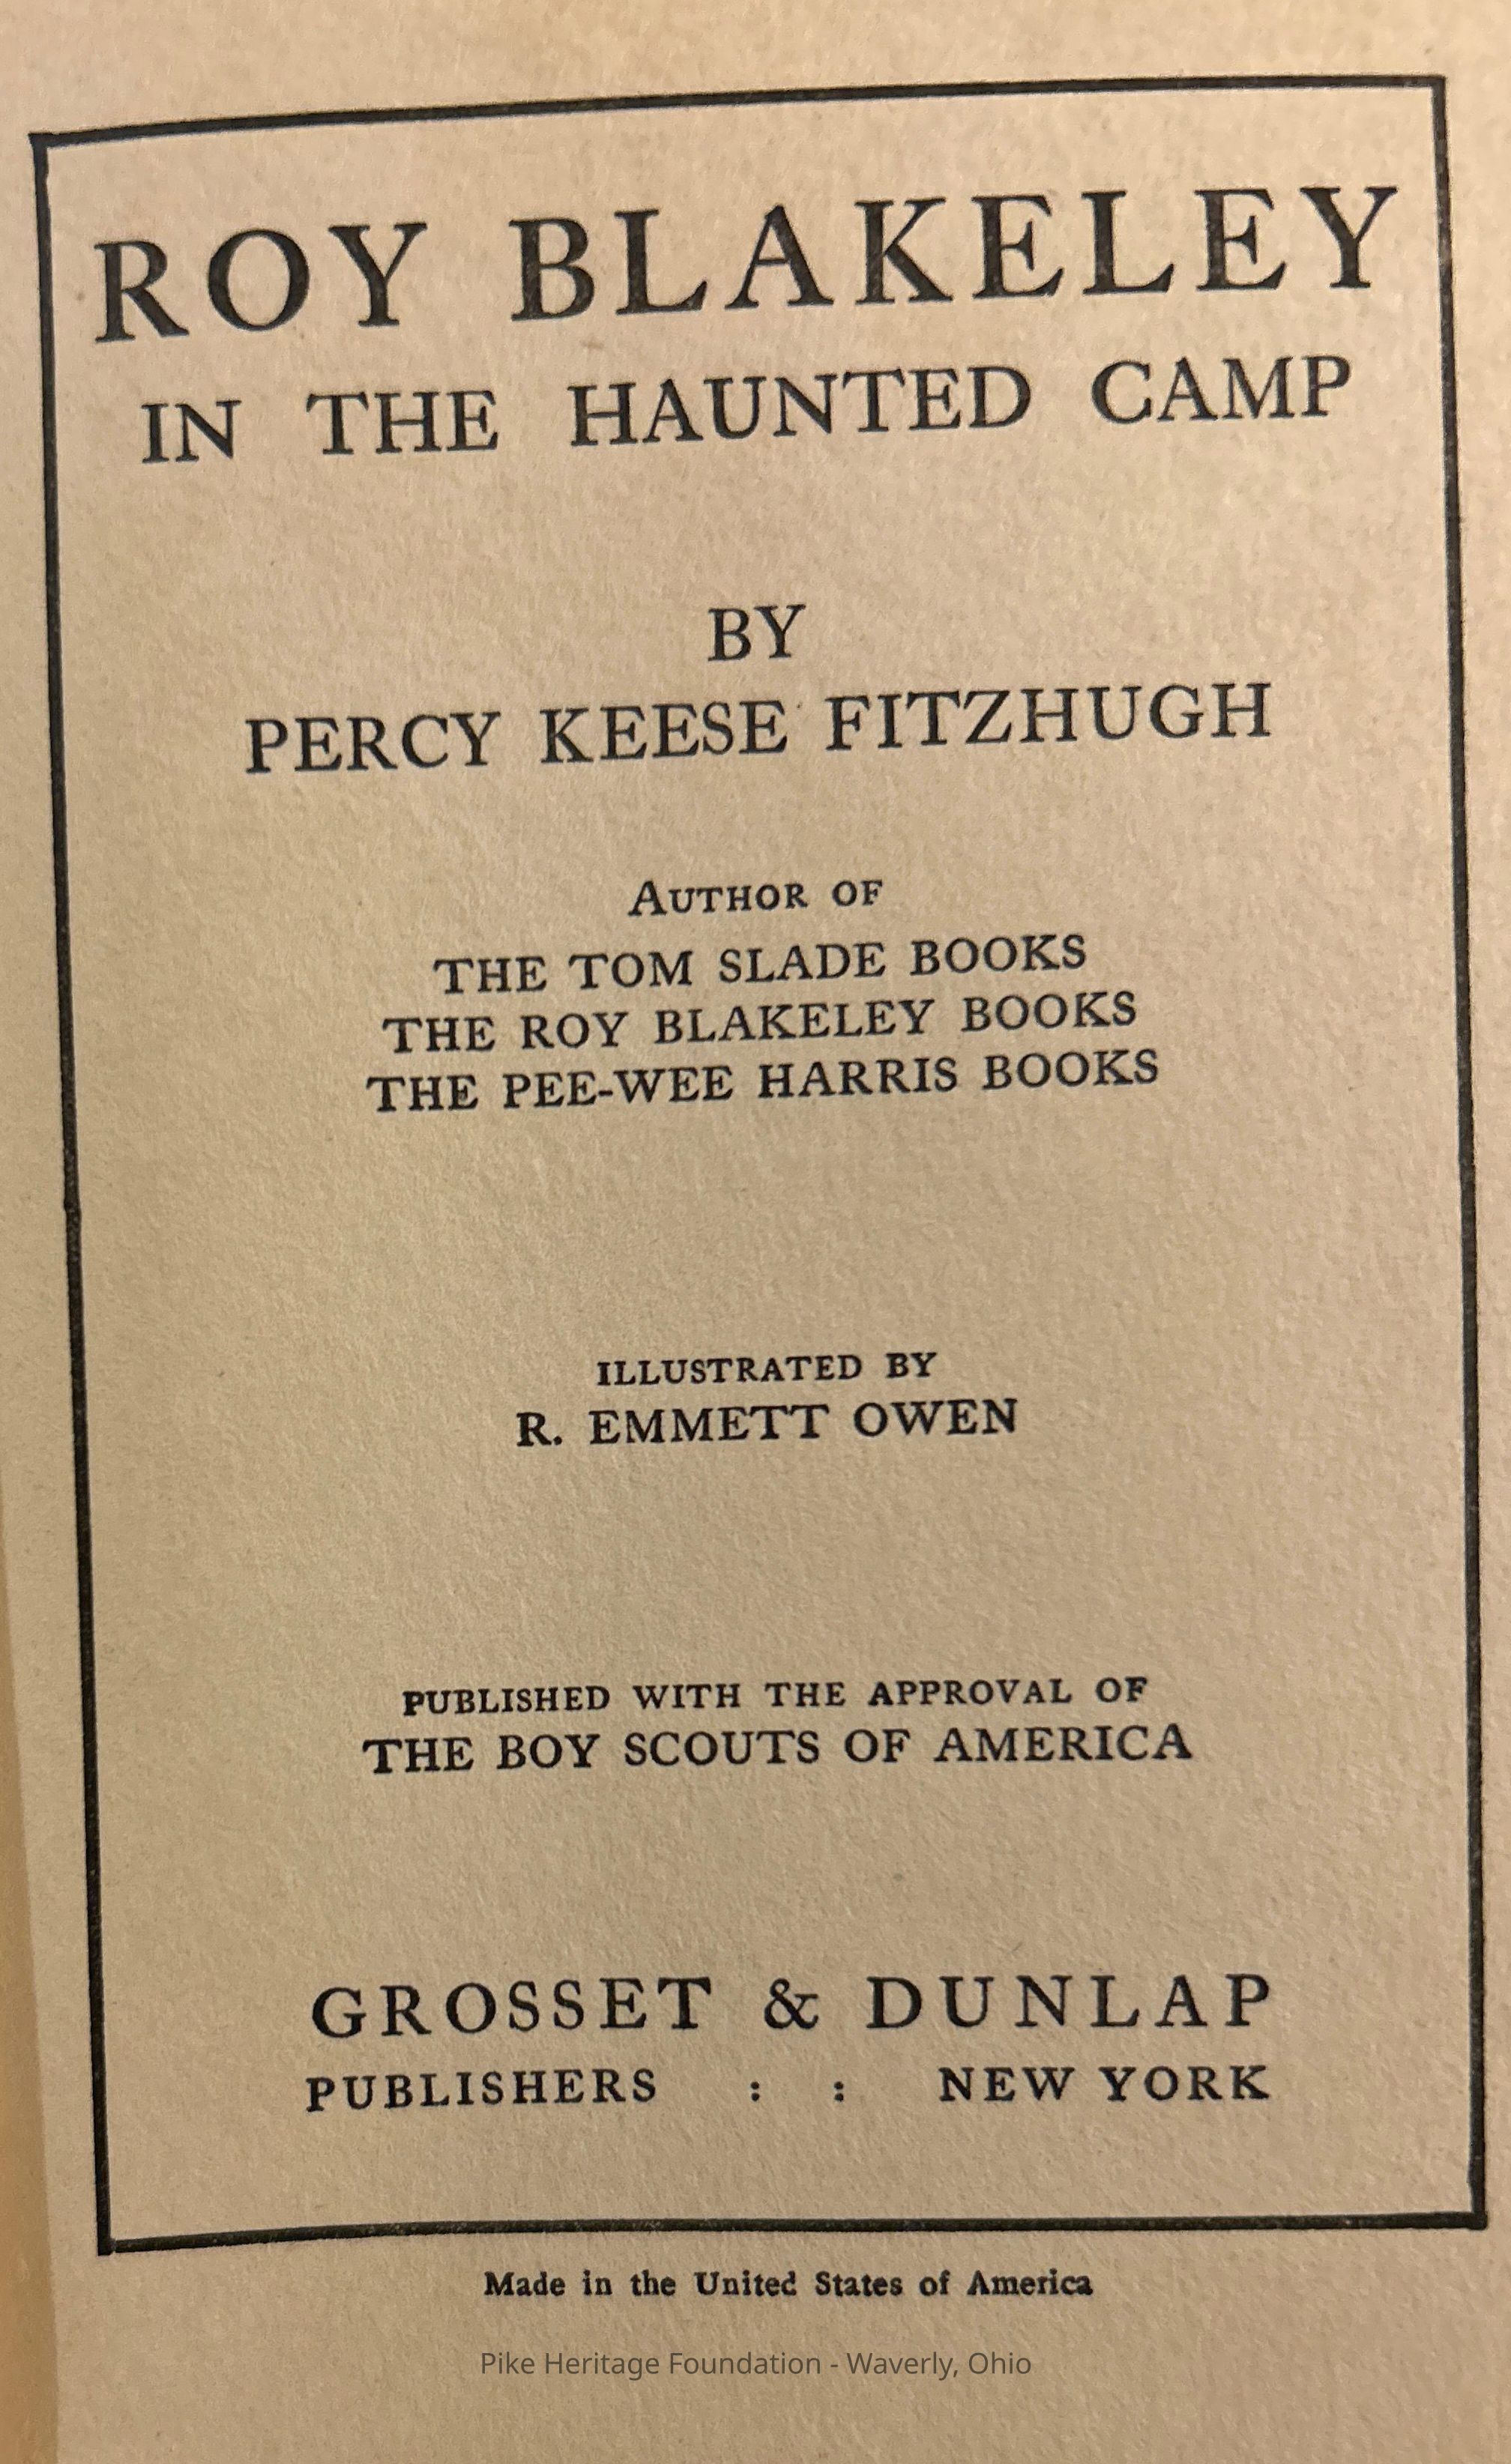 ROY BLAKELEY
IN THE HAUNTED CAMP
BY
PERCY KEESE FITZHUGH
AUTHOR OF
THE TOM SLADE BOOKS
THE ROY BLAKELEY BOOKS
THE PEE-WEE HARRIS BOOKS
ILLUSTRATED BY
R. EMMETT OWEN
PUBLISHED WITH THE APPROVAL OF
THE BOY SCOUTS OF AMERICA
GROSSET & DUNLAP
PUBLISHERS : : NEW YORK
Made in the United States of America
Pike Heritage Foundation - Waverly, Ohio